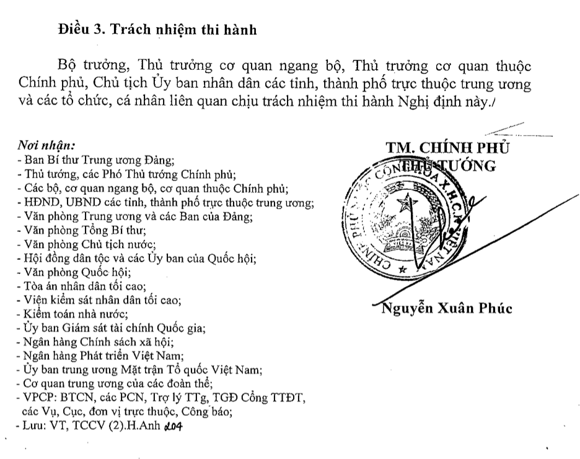 Điều 3. Trách nhiệm thi hành
Bộ trưởng, Thủ trưởng cơ quan ngang bộ, Thủ trưởng cơ quan thuộc
Chính phủ, Chủ tịch Ủy ban nhân dân các tỉnh, thành phố trực thuộc trung ương
và các tổ chức, cá nhân liên quan chịu trách nhiệm thi hành Nghị định này./
Nơi nhận:
- Ban Bí thư Trung ương Đảng;
- Thủ tướng, các Phó Thủ tướng Chính phủ;
- Các bộ, cơ quan ngang bộ, cơ quan thuộc Chính phủ;
- HĐND, UBND các tỉnh, thành phố trực thuộc trung ương;
- Văn phòng Trung ương và các Ban của Đảng;
- Văn phòng Tổng Bí thư;
- Văn phòng Chủ tịch nước;
- Hội đồng dân tộc và các Ủy ban của Quốc hội;
- Văn phòng Quốc hội;
- Tòa án nhân dân tối cao;
- Viện kiểm sát nhân dân tối cao;
- Kiểm toán nhà nước;
- Ủy ban Giám sát tài chính Quốc gia;
- Ngân hàng Chính sách xã hội;
- Ngân hàng Phát triển Việt Nam;
- Ủy ban trung ương Mặt trận Tổ quốc Việt Nam;
- Cơ quan trung ương của các đoàn thể;
- VPCP: BTCN, các PCN, Trợ lý TTg, TGĐ Cổng TTĐT,
các Vụ, Cục, đơn vị trực thuộc, Công báo;
- Lưu: VT, TCCV (2).H.Anh 204
TM. CHÍNH PHỦ
THỦ TƯỚNG
CHÍNH PHỦ NƯỚC CỘNG HÒA X.H.C.N VIỆT NAM
Nguyễn Xuân Phúc